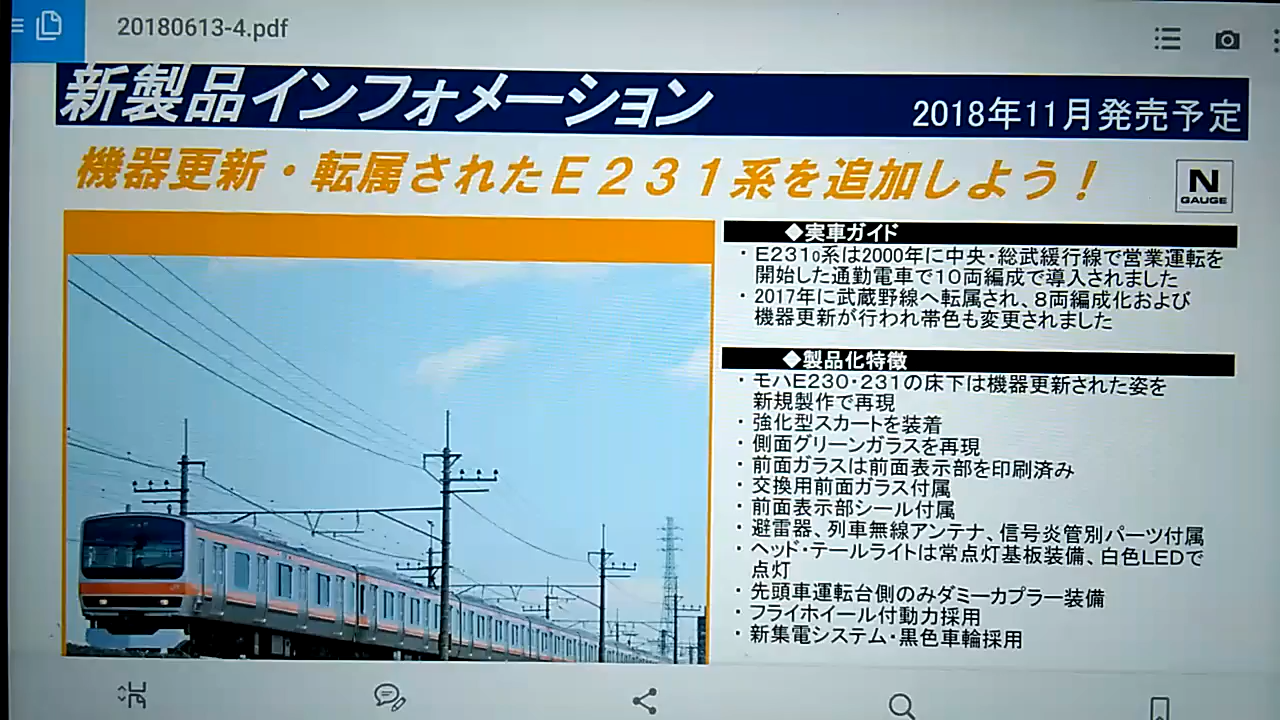 20180613-4.pdf
新製品インフォメーション
2018年11月発売予定
機器更新・転属されたE231系を追加しよう！
N
GAUGE
◆実車ガイド
・E231₀系は2000年に中央・総武緩行線で営業運転を
開始した通勤電車で10両編成で導入されました
・2017年に武蔵野線へ転属され、8両編成化および
機器更新が行われ帯色も変更されました
◆製品化特徴
・モハE230・231の床下は機器更新された姿を
新規製作で再現
・強化型スカートを装着
・側面グリーンガラスを再現
・前面ガラスは前面表示部を印刷済み
・交換用前面ガラス付属
・前面表示部シール付属
・避雷器、列車無線アンテナ、信号炎管別パーツ付属
・ヘッド・テールライトは常点灯基板装備、白色LEDで
点灯
・先頭車運転台側のみダミーカプラー装備
・フライホイール付動力採用
・新集電システム・黒色車輪採用